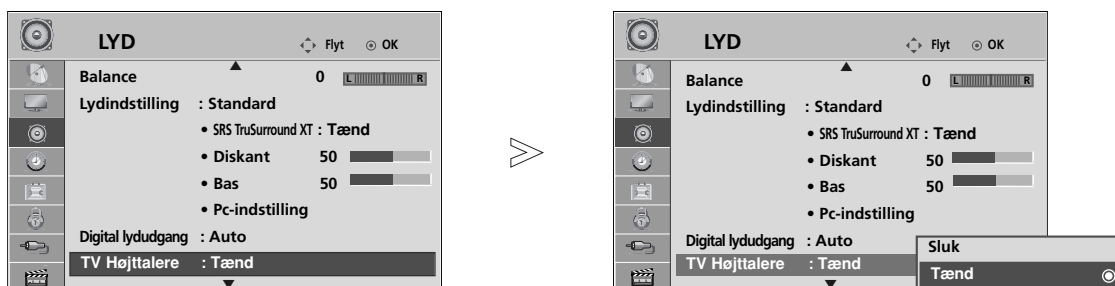 LYD
Flyt OK
Balance 0 L R
Lydindstilling : Standard
• SRS TruSurround XT : Tænd
• Diskant 50
• Bas 50
• Pc-indstilling
Digital lydudgang : Auto
TV Højttalere : Tænd
>
LYD
Flyt OK
Balance 0 L R
Lydindstilling : Standard
• SRS TruSurround XT : Tænd
• Diskant 50
• Bas 50
• Pc-indstilling
Digital lydudgang : Auto
TV Højttalere : Tænd
Sluk
Tænd